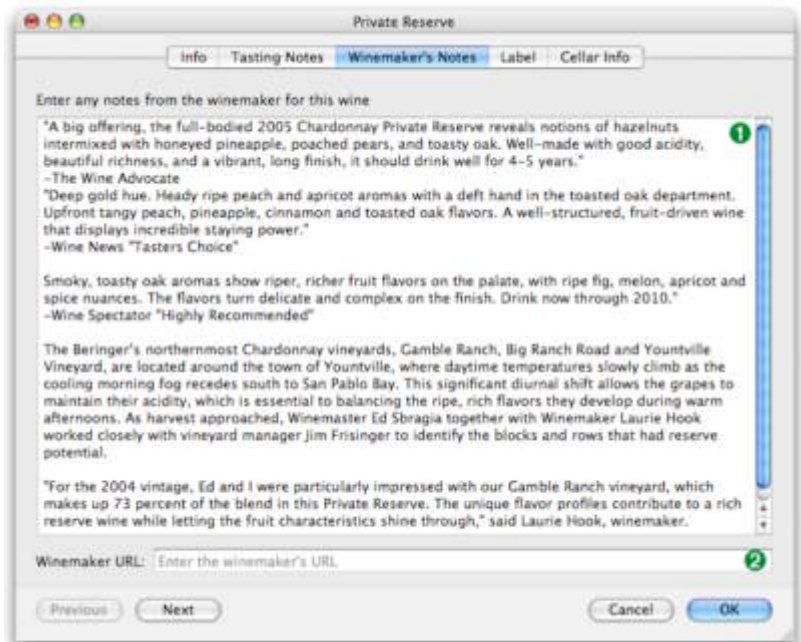 Private Reserve
Info Tasting Notes Winemaker's Notes Label Cellar Info
Enter any notes from the winemaker for this wine
1
"A big offering, the full-bodied 2005 Chardonnay Private Reserve reveals notions of hazelnuts
intermixed with honeyed pineapple, poached pears, and toasty oak. Well-made with good acidity,
beautiful richness, and a vibrant, long finish, it should drink well for 4-5 years."
-The Wine Advocate
"Deep gold hue. Heady ripe peach and apricot aromas with a deft hand in the toasted oak department.
Upfront tangy peach, pineapple, cinnamon and toasted oak flavors. A well-structured, fruit-driven wine
that displays incredible staying power."
-Wine News "Tasters Choice"
Smoky, toasty oak aromas show riper, richer fruit flavors on the palate, with ripe fig, melon, apricot and
spice nuances. The flavors turn delicate and complex on the finish. Drink now through 2010."
-Wine Spectator "Highly Recommended"
The Beringer's northernmost Chardonnay vineyards, Gamble Ranch, Big Ranch Road and Yountville
Vineyard, are located around the town of Yountville, where daytime temperatures slowly climb as the
cooling morning fog recedes south to San Pablo Bay. This significant diurnal shift allows the grapes to
maintain their acidity, which is essential to balancing the ripe, rich flavors they develop during warm
afternoons. As harvest approached, Winemaster Ed Sbragia together with Winemaker Laurie Hook
worked closely with vineyard manager Jim Frisinger to identify the blocks and rows that had reserve
potential.
"For the 2004 vintage, Ed and I were particularly impressed with our Gamble Ranch vineyard, which
makes up 73 percent of the blend in this Private Reserve. The unique flavor profiles contribute to a rich
reserve wine while letting the fruit characteristics shine through," said Laurie Hook, winemaker.
Winemaker URL: Enter the winemaker's URL 2
Previous Next Cancel OK